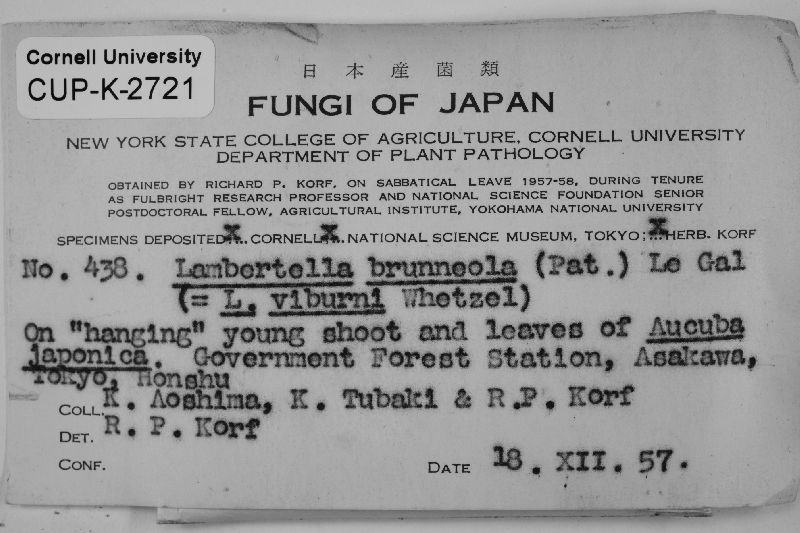 Cornell University
CUP-K-2721
日本産菌類
FUNGI OF JAPAN
NEW YORK STATE COLLEGE OF AGRICULTURE, CORNELL UNIVERSITY
DEPARTMENT OF PLANT PATHOLOGY
OBTAINED BY RICHARD P. KORF, ON SABBATICAL LEAVE 1957-58, DURING TENURE
AS FULBRIGHT RESEARCH PROFESSOR AND NATIONAL SCIENCE FOUNDATION SENIOR
POSTDOCTORAL FELLOW, AGRICULTURAL INSTITUTE, YOKOHAMA NATIONAL UNIVERSITY
SPECIMENS DEPOSITED X CORNELL X NATIONAL SCIENCE MUSEUM, TOKYO; X HERB. KORF
No. 438. Lambertella brunneola (Pat.) Le Gal
(= L. viburni Whetzel)
On "hanging" young shoot and leaves of Aucuba
japonica. Government Forest Station, Asakawa,
Tokyo, Honshu
COLL. K. Aoshima, K. Tubaki & R.P. Korf
DET. R. P. Korf
CONF.
DATE 18. XII. 57.